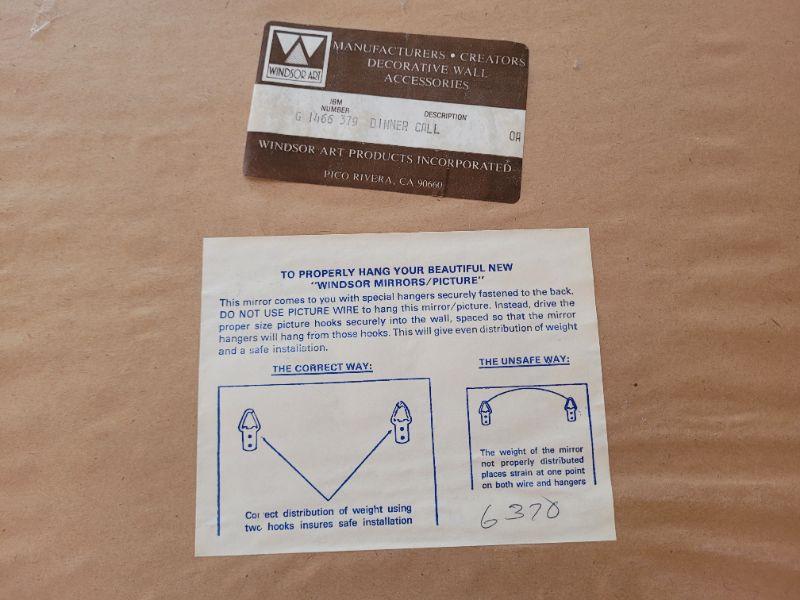 WINDSOR ART
MANUFACTURERS • CREATORS
DECORATIVE WALL
ACCESSORIES
IBM
NUMBER
DESCRIPTION
G 1466 379 DINNER CALL OA
WINDSOR ART PRODUCTS INCORPORATED
PICO RIVERA, CA 90660
TO PROPERLY HANG YOUR BEAUTIFUL NEW
"WINDSOR MIRRORS/PICTURE"
This mirror comes to you with special hangers securely fastened to the back.
DO NOT USE PICTURE WIRE to hang this mirror/picture. Instead, drive the
proper size picture hooks securely into the wall, spaced so that the mirror
hangers will hang from those hooks. This will give even distribution of weight
and a safe installation.
THE CORRECT WAY:
Correct distribution of weight using
two hooks insures safe installation
THE UNSAFE WAY:
The weight of the mirror
not properly distributed
places strain at one point
on both wire and hangers
6370